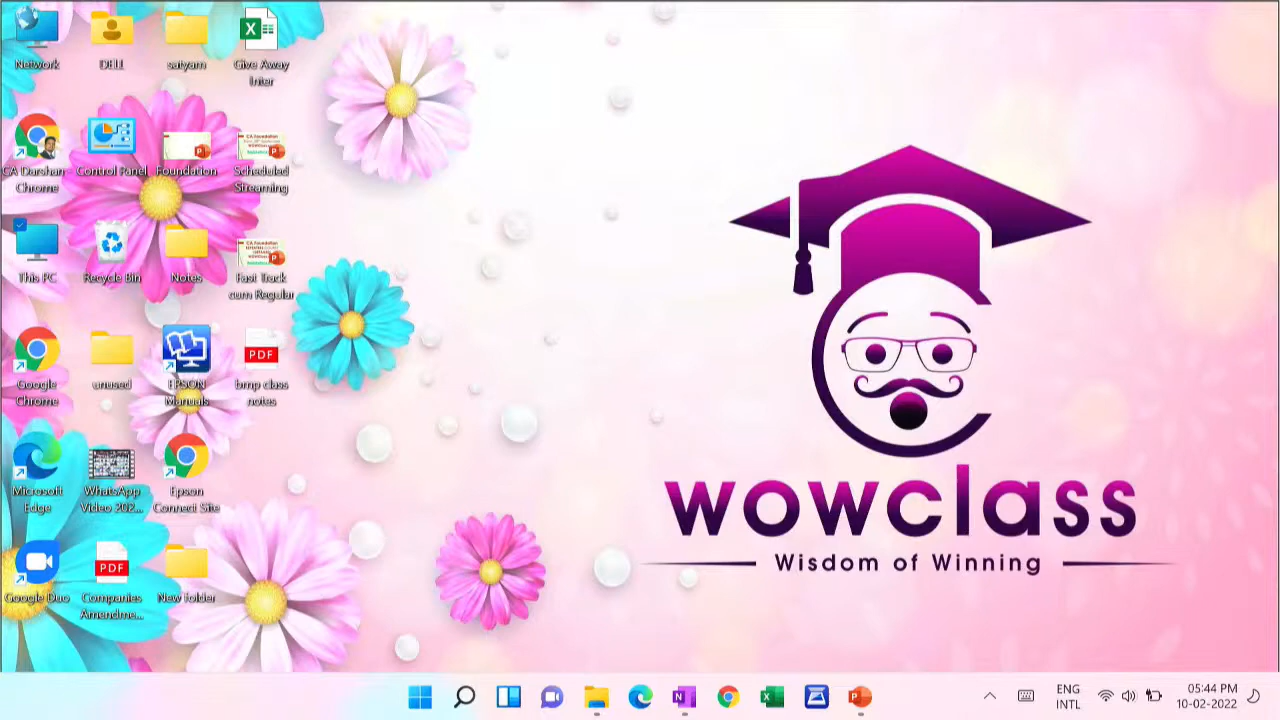 Network
DELL
satyam
Give Away
Inter
CA Darshan
Chrome
Control Panel
Foundation
Scheduled
Streaming
This PC
Recycle Bin
Notes
Fast Track
cum Regular
Google
Chrome
unused
EPSON
Manuals
PDF
bmp class
notes
Microsoft
Edge
WhatsApp
Video 202...
Epson
Connect Site
Google Duo
PDF
Companies
Amendme...
New folder
wowclass
Wisdom of Winning
ENG
INTL
05:44 PM
10-02-2022